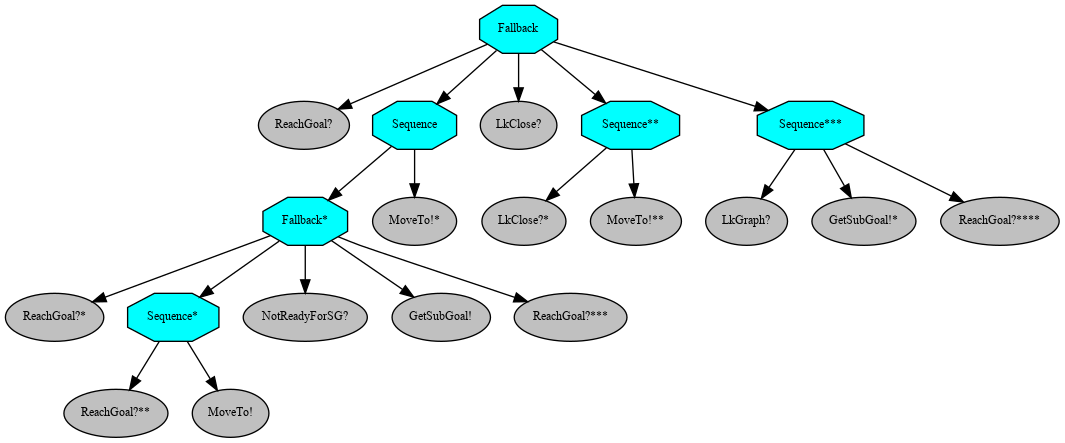 Fallback
ReachGoal?
Sequence
LkClose?
Sequence**
Sequence***
Fallback*
MoveTo!*
LkClose?*
MoveTo!**
LkGraph?
GetSubGoal!*
ReachGoal?****
ReachGoal?*
Sequence*
NotReadyForSG?
GetSubGoal!
ReachGoal?***
ReachGoal?**
MoveTo!